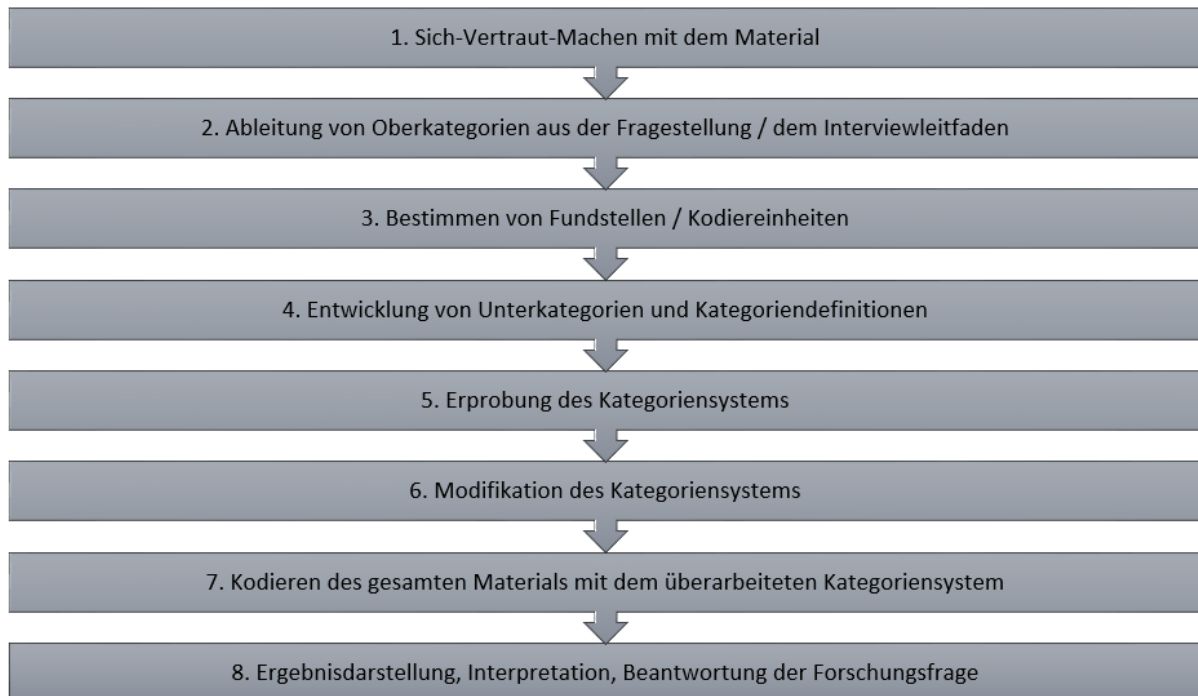 1. Sich-Vertraut-Machen mit dem Material
2. Ableitung von Oberkategorien aus der Fragestellung / dem Interviewleitfaden
3. Bestimmen von Fundstellen / Kodiereinheiten
4. Entwicklung von Unterkategorien und Kategoriendefinitionen
5. Erprobung des Kategoriensystems
6. Modifikation des Kategoriensystems
7. Kodieren des gesamten Materials mit dem überarbeiteten Kategoriensystem
8. Ergebnisdarstellung, Interpretation, Beantwortung der Forschungsfrage